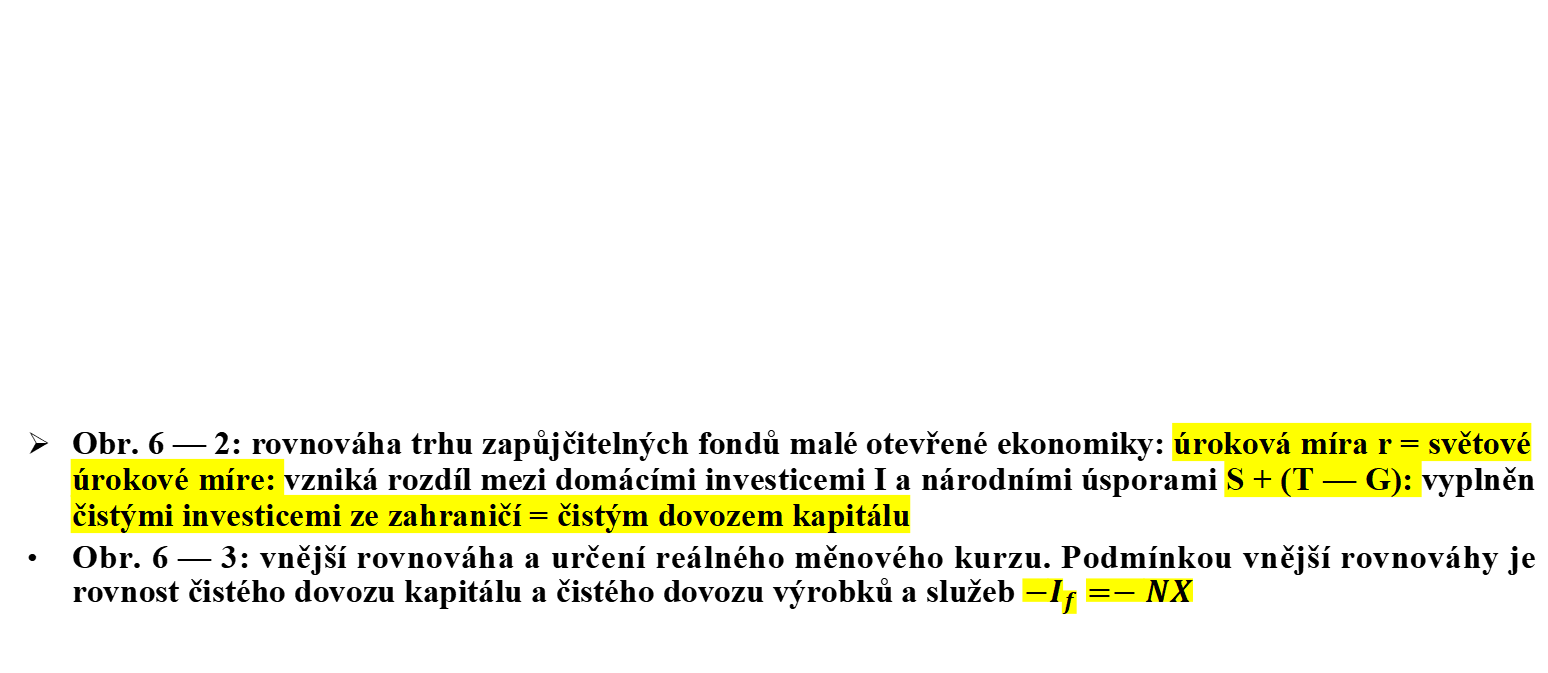 ➢ Obr. 6 — 2: rovnováha trhu zapůjčitelných fondů malé otevřené ekonomiky: úroková míra r = světové
úrokové míre: vzniká rozdíl mezi domácími investicemi I a národními úsporami S + (T — G): vyplněn
čistými investicemi ze zahraničí = čistým dovozem kapitálu
• Obr. 6 — 3: vnější rovnováha a určení reálného měnového kurzu. Podmínkou vnější rovnováhy je
rovnost čistého dovozu kapitálu a čistého dovozu výrobků a služeb −I_f =− NX